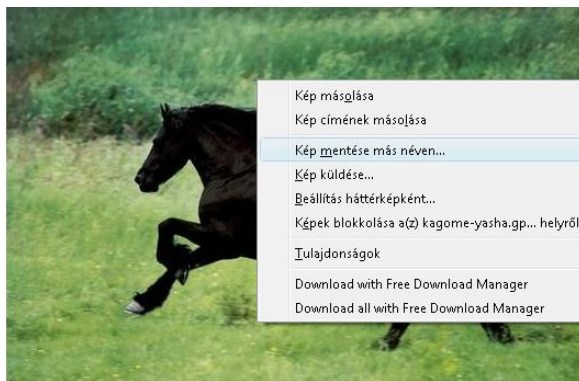 Kép másolása
Kép címének másolása
Kép mentése más néven...
Kép küldése...
Beállítás háttérképként...
Képek blokkolása a(z) kagome-yasha.gp... helyről
Tulajdonságok
Download with Free Download Manager
Download all with Free Download Manager